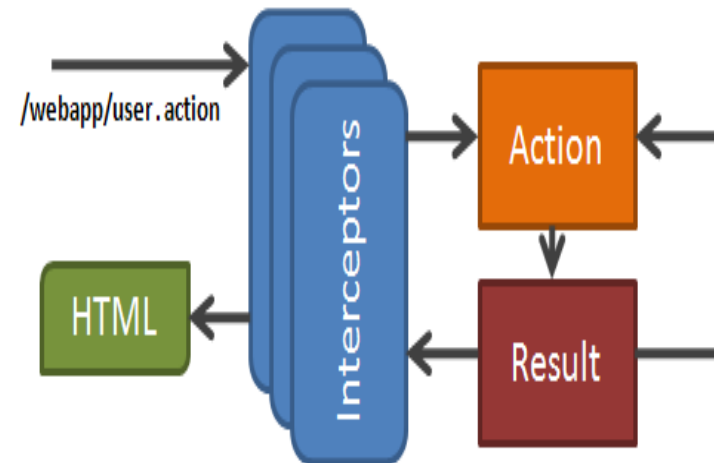 /webapp/user.action
Interceptors
Action
HTML
Result